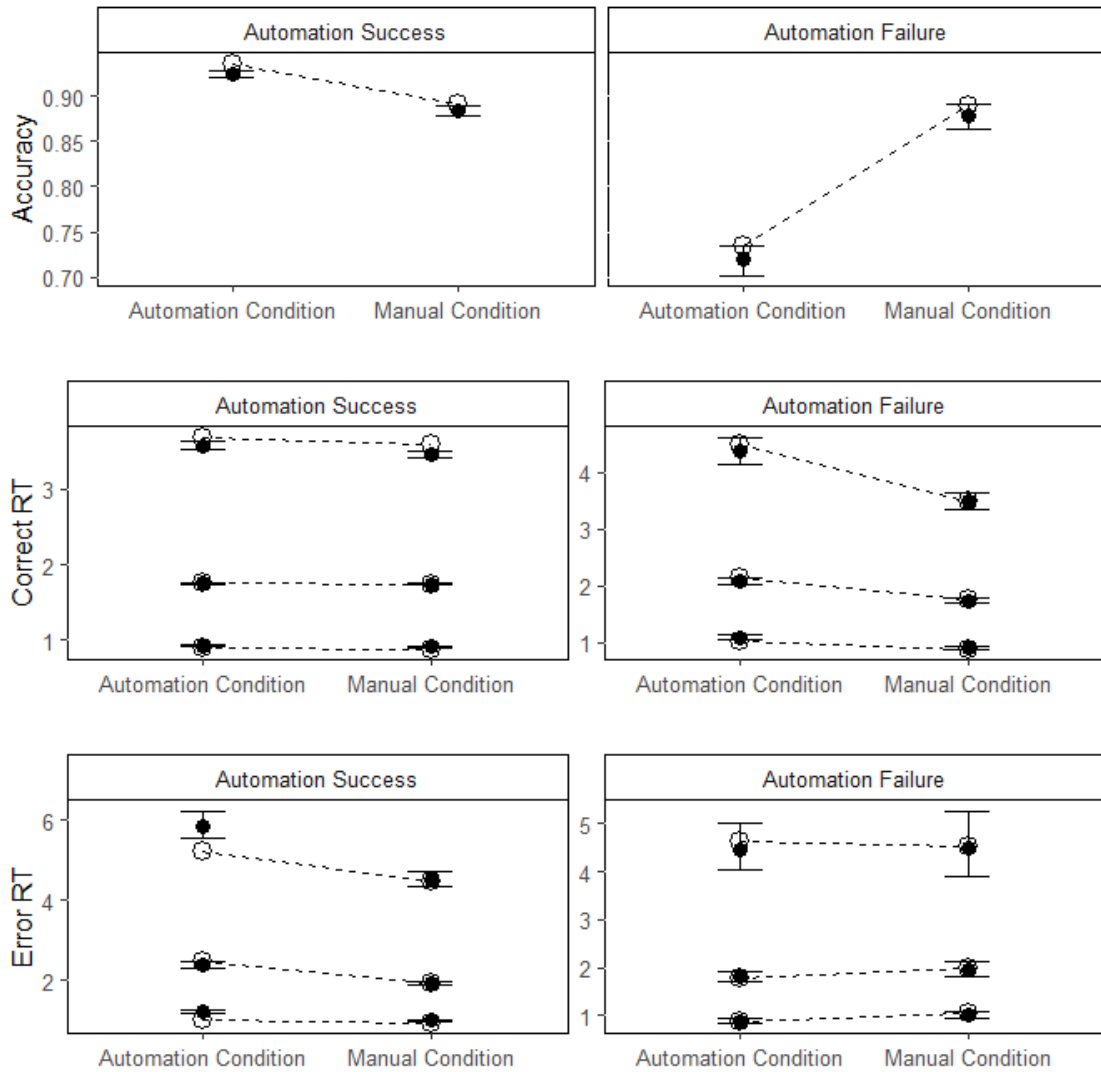 Automation Success Automation Failure
Accuracy
0.90
0.85
0.80
0.75
0.70
Automation Condition Manual Condition Automation Condition Manual Condition
Automation Success Automation Failure
Correct RT
3
2
1
4
3
2
1
Automation Condition Manual Condition Automation Condition Manual Condition
Automation Success Automation Failure
Error RT
6
4
2
5
4
3
2
1
Automation Condition Manual Condition Automation Condition Manual Condition